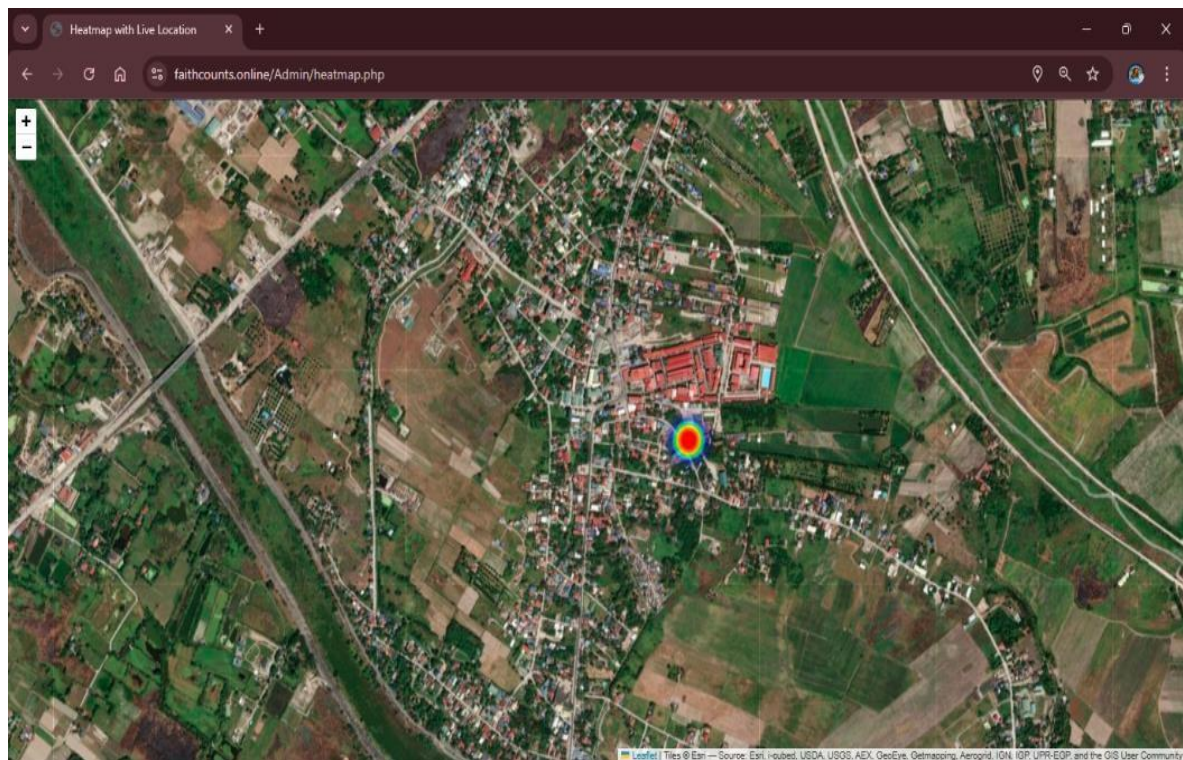 Heatmap with Live Location
faithcounts.online/Admin/heatmap.php
+
−
Leaflet | Tiles © Esri — Source: Esri, i-cubed, USDA, USGS, AEX, GeoEye, Getmapping, Aerogrid, IGN, IGP, UPR-EGP, and the GIS User Community